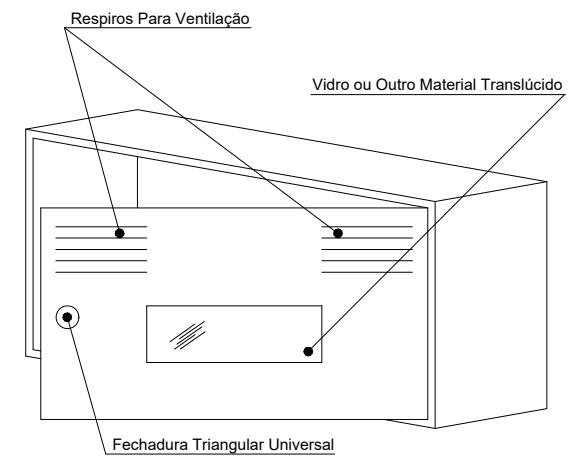 Respiros Para Ventilação
Vidro ou Outro Material Translúcido
Fechadura Triangular Universal